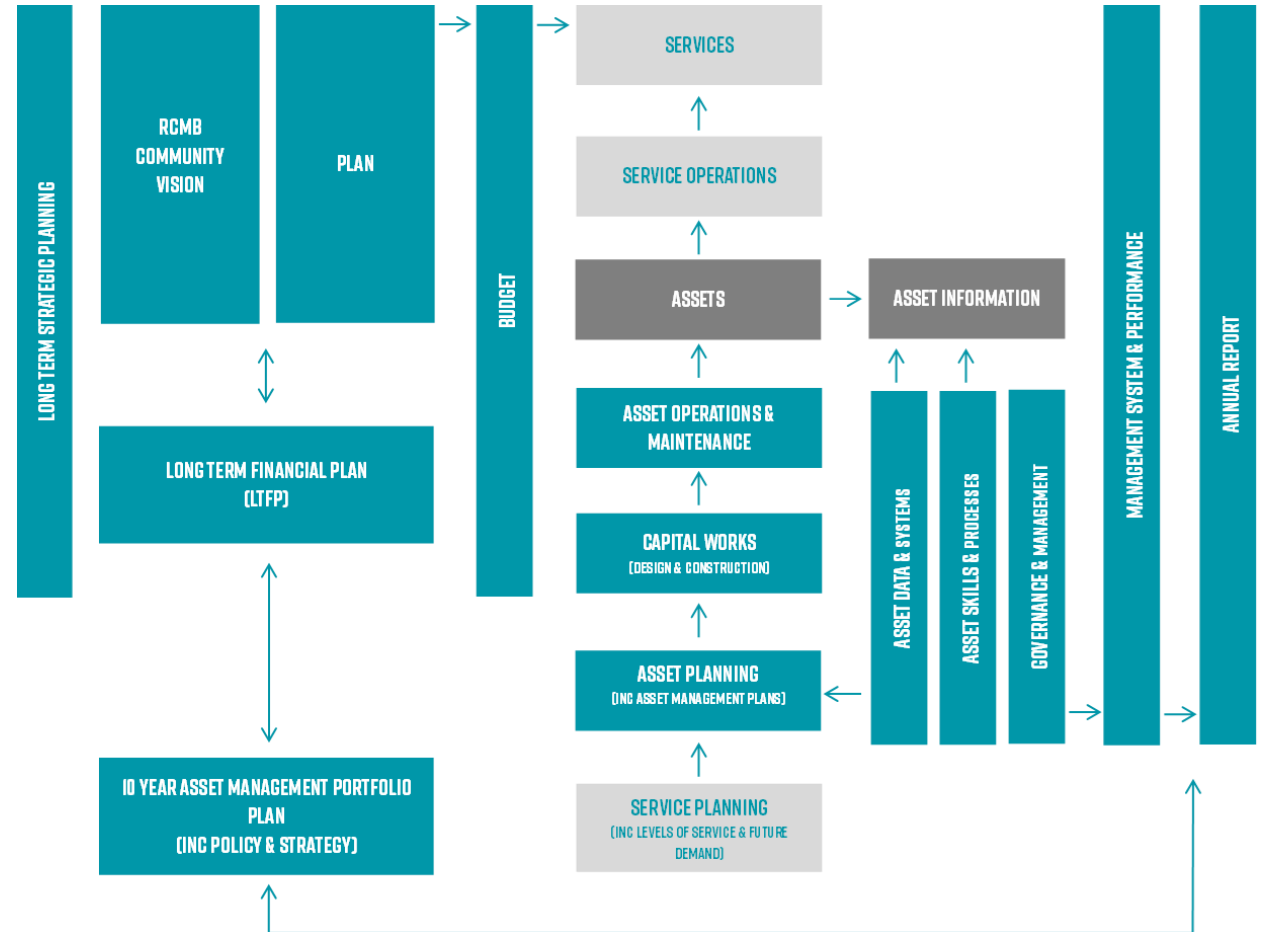 LONG TERM STRATEGIC PLANNING
RCMB
COMMUNITY
VISION
PLAN
LONG TERM FINANCIAL PLAN
(LTFP)
10 YEAR ASSET MANAGEMENT PORTFOLIO
PLAN
(INC POLICY & STRATEGY)
BUDGET
SERVICES
SERVICE OPERATIONS
ASSETS
ASSET INFORMATION
ASSET OPERATIONS &
MAINTENANCE
CAPITAL WORKS
(DESIGN & CONSTRUCTION)
ASSET PLANNING
(INC ASSET MANAGEMENT PLANS)
SERVICE PLANNING
(INC LEVELS OF SERVICE & FUTURE
DEMAND)
ASSET DATA & SYSTEMS
ASSET SKILLS & PROCESSES
GOVERNANCE & MANAGEMENT
MANAGEMENT SYSTEM & PERFORMANCE
ANNUAL REPORT